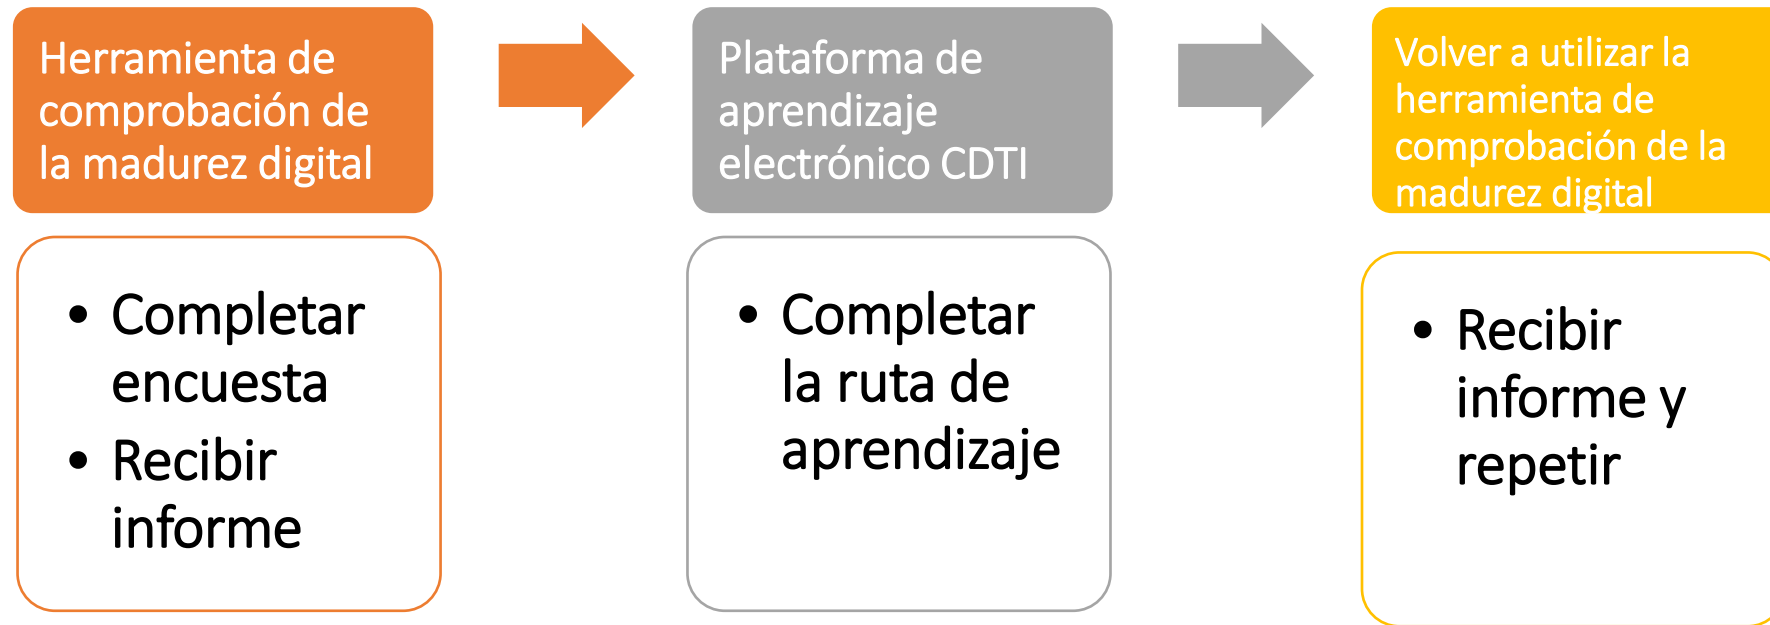 Herramienta de
comprobación de
la madurez digital
• Completar
encuesta
• Recibir
informe
Plataforma de
aprendizaje
electrónico CDTI
• Completar
la ruta de
aprendizaje
Volver a utilizar la
herramienta de
comprobación de la
madurez digital
• Recibir
informe y
repetir